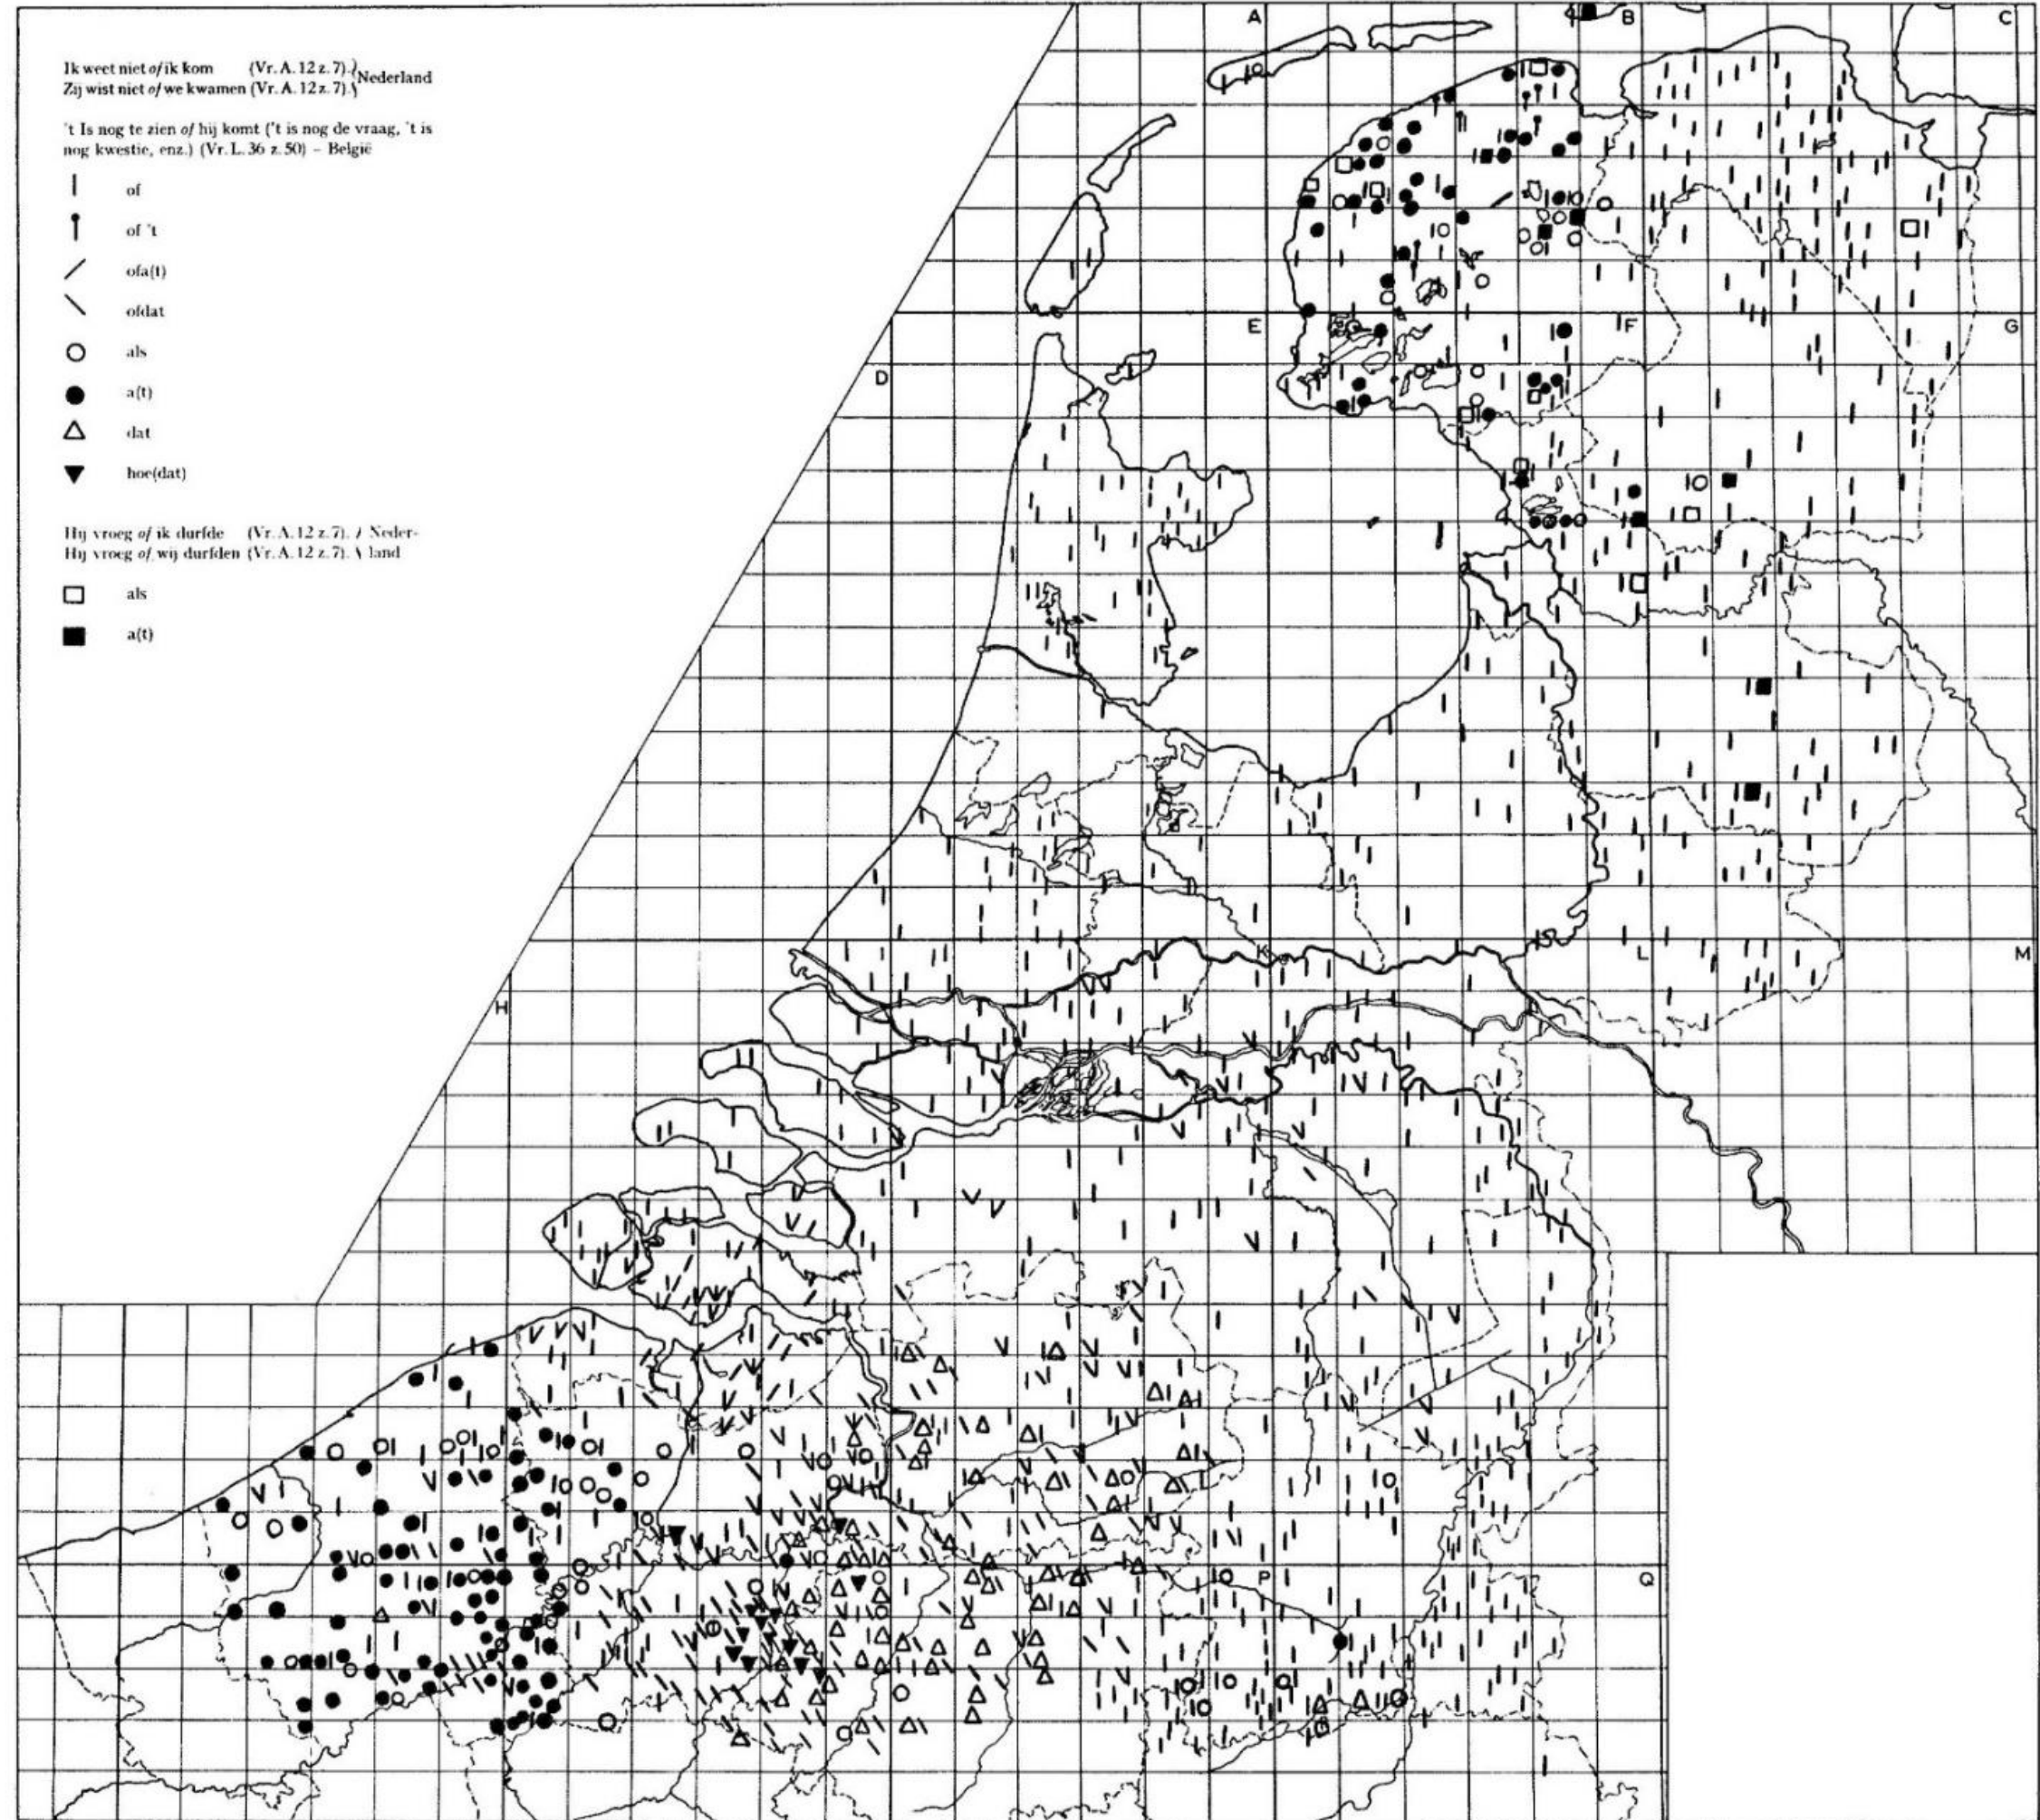 Ik weet niet of ik kom (Vr. A. 12 z. 7).) Nederland
Zij wist niet of we kwamen (Vr. A. 12 z. 7).
't Is nog te zien of hij komt ('t is nog de vraag, 't is
nog kwestie, enz.) (Vr. L. 36 z. 50) – België
of
of 't
ofa(t)
ofdat
als
a(t)
dat
hoe(dat)
Hij vroeg of ik durfde (Vr. A. 12 z. 7). Neder-
Hij vroeg of wij durfden (Vr. A. 12 z. 7). land
als
a(t)
A
B
C
D
E
F
G
H
K
L
M
P
Q